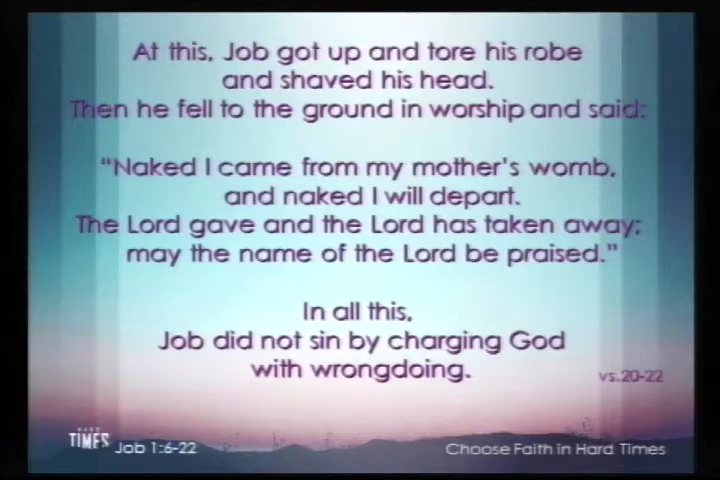 At this, Job got up and tore his robe
and shaved his head.
Then he fell to the ground in worship and said:
“Naked I came from my mother’s womb,
and naked I will depart.
The Lord gave and the Lord has taken away;
may the name of the Lord be praised.”
In all this,
Job did not sin by charging God
with wrongdoing.
vs.20-22
HARD
TIMES Job 1:6-22
Choose Faith in Hard Times